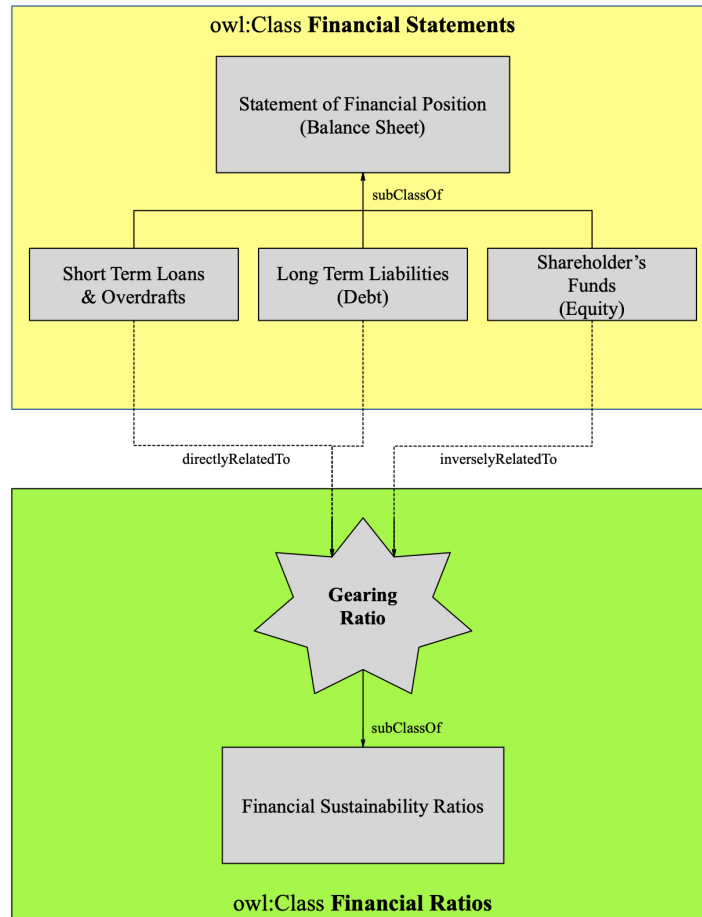 owl:Class Financial Statements
Statement of Financial Position
(Balance Sheet)
subClassOf
Short Term Loans
& Overdrafts
Long Term Liabilities
(Debt)
Shareholder’s
Funds
(Equity)
directlyRelatedTo
inverselyRelatedTo
Gearing
Ratio
subClassOf
Financial Sustainability Ratios
owl:Class Financial Ratios